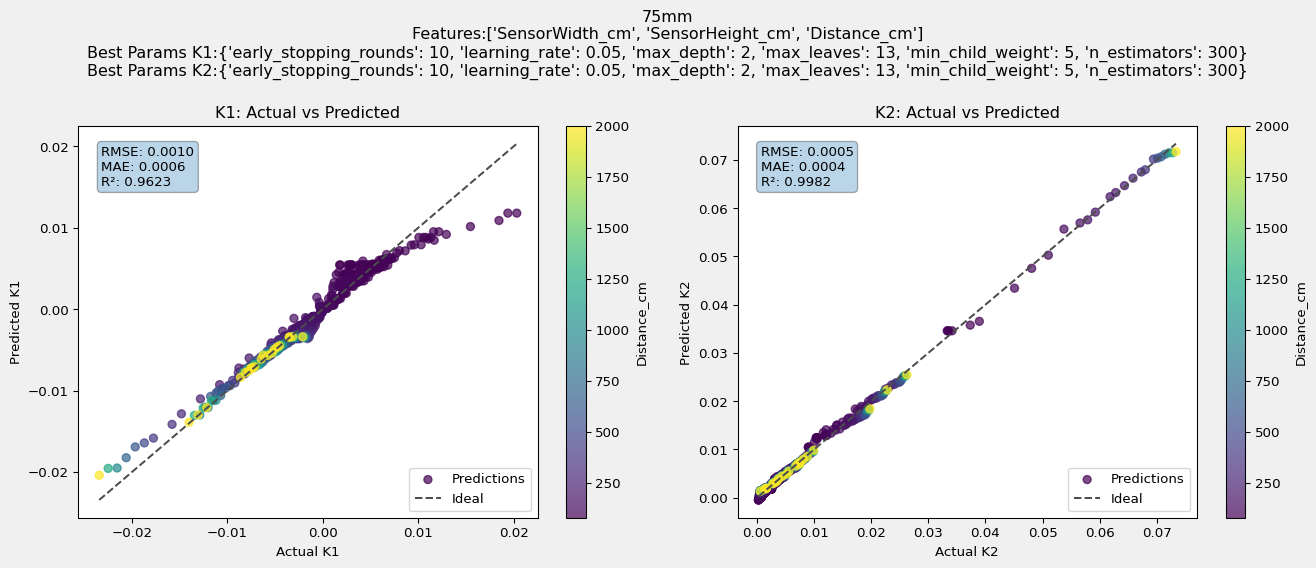 75mm
Features:['SensorWidth_cm', 'SensorHeight_cm', 'Distance_cm']
Best Params K1:{'early_stopping_rounds': 10, 'learning_rate': 0.05, 'max_depth': 2, 'max_leaves': 13, 'min_child_weight': 5, 'n_estimators': 300}
Best Params K2:{'early_stopping_rounds': 10, 'learning_rate': 0.05, 'max_depth': 2, 'max_leaves': 13, 'min_child_weight': 5, 'n_estimators': 300}
K1: Actual vs Predicted
RMSE: 0.0010
MAE: 0.0006
R²: 0.9623
0.02
0.01
0.00
−0.01
−0.02
Predicted K1
−0.02
−0.01
0.00
0.01
0.02
Actual K1
Predictions
Ideal
2000
1750
1500
1250
1000
750
500
250
Distance_cm
K2: Actual vs Predicted
RMSE: 0.0005
MAE: 0.0004
R²: 0.9982
0.07
0.06
0.05
0.04
0.03
0.02
0.01
0.00
Predicted K2
0.00
0.01
0.02
0.03
0.04
0.05
0.06
0.07
Actual K2
Predictions
Ideal
2000
1750
1500
1250
1000
750
500
250
Distance_cm